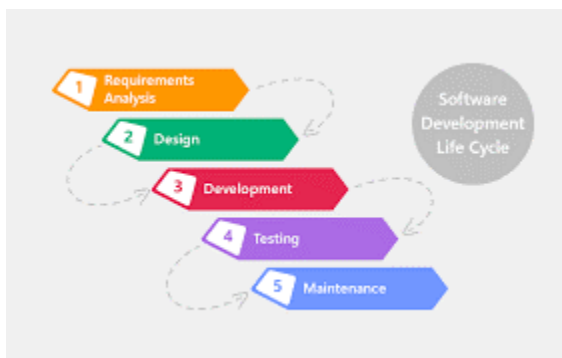 1
Requirements
Analysis
2
Design
3
Development
4
Testing
5
Maintenance
Software
Development
Life Cycle